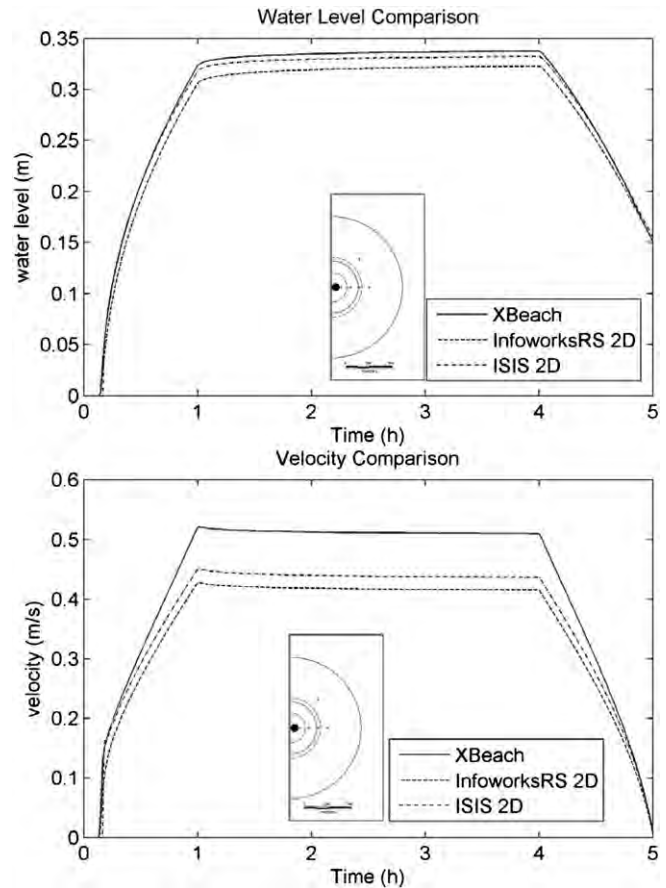 Water Level Comparison
0.35
0.3
0.25
0.2
0.15
0.1
0.05
0
water level (m)
XBeach
InfoworksRS 2D
ISIS 2D
0 1 2 3 4 5
Time (h)
Velocity Comparison
0.6
0.5
0.4
0.3
0.2
0.1
0
velocity (m/s)
XBeach
InfoworksRS 2D
ISIS 2D
0 1 2 3 4 5
Time (h)